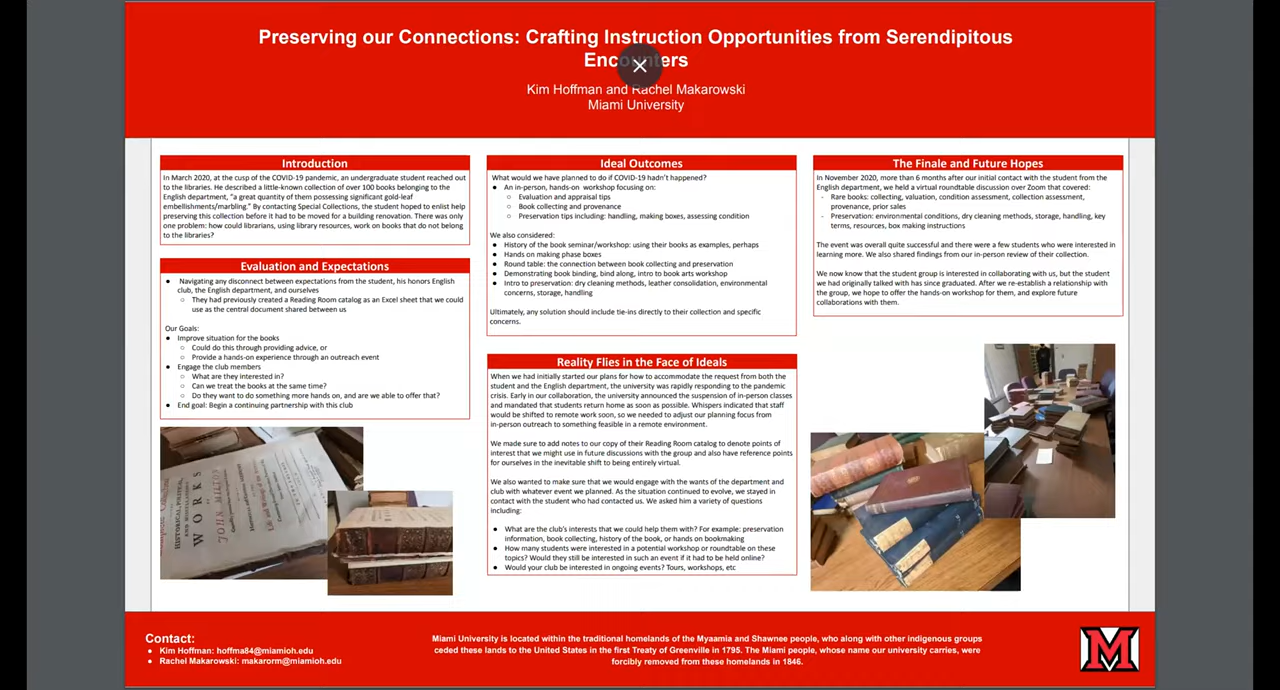 Preserving our Connections: Crafting Instruction Opportunities from Serendipitous
Encounters
Kim Hoffman and Rachel Makarowski
Miami University
Introduction
In March 2020, at the cusp of the COVID-19 pandemic, an undergraduate student reached out
to the libraries. He described a little-known collection of over 100 books belonging to the
English department, “a great quantity of them possessing significant gold-leaf
embellishments/marbling.” By contacting Special Collections, the student hoped to enlist help
preserving this collection before it had to be moved for a building renovation. There was only
one problem: how could librarians, using library resources, work on books that do not belong
to the libraries?
Evaluation and Expectations
● Navigating any disconnect between expectations from the student, his honors English
club, the English department, and ourselves
○ They had previously created a Reading Room catalog as an Excel sheet that we could
use as the central document shared between us
Our Goals:
● Improve situation for the books
○ Could do this through providing advice, or
○ Provide a hands-on experience through an outreach event
● Engage the club members
○ What are they interested in?
○ Can we treat the books at the same time?
○ Do they want to do something more hands on, and are we able to offer that?
● End goal: Begin a continuing partnership with this club
HISTORICAL, POLITICAL,
WORKS
JOHN MILTON
Ideal Outcomes
What would we have planned to do if COVID-19 hadn’t happened?
● An in-person, hands-on workshop focusing on:
○ Evaluation and appraisal tips
○ Book collecting and provenance
○ Preservation tips including: handling, making boxes, assessing condition
We also considered:
● History of the book seminar/workshop: using their books as examples, perhaps
● Hands on making phase boxes
● Round table: the connection between book collecting and preservation
● Demonstrating book binding, bind along, intro to book arts workshop
● Intro to preservation: dry cleaning methods, leather consolidation, environmental
concerns, storage, handling
Ultimately, any solution should include tie-ins directly to their collection and specific
concerns.
Reality Flies in the Face of Ideals
When we had initially started our plans for how to accommodate the request from both the
student and the English department, the university was rapidly responding to the pandemic
crisis. Early in our collaboration, the university announced the suspension of in-person classes
and mandated that students return home as soon as possible. Whispers indicated that staff
would be shifted to remote work soon, so we needed to adjust our planning focus from
in-person outreach to something feasible in a remote environment.
We made sure to add notes to our copy of their Reading Room catalog to denote points of
interest that we might use in future discussions with the group and also have reference points
for ourselves in the inevitable shift to being entirely virtual.
We also wanted to make sure that we would engage with the wants of the department and
club with whatever event we planned. As the situation continued to evolve, we stayed in
contact with the student who had contacted us. We asked him a variety of questions
including:
● What are the club’s interests that we could help them with? For example: preservation
information, book collecting, history of the book, or hands on bookmaking
● How many students were interested in a potential workshop or roundtable on these
topics? Would they still be interested in such an event if it had to be held online?
● Would your club be interested in ongoing events? Tours, workshops, etc
The Finale and Future Hopes
In November 2020, more than 6 months after our initial contact with the student from the
English department, we held a virtual roundtable discussion over Zoom that covered:
- Rare books: collecting, valuation, condition assessment, collection assessment,
provenance, prior sales
- Preservation: environmental conditions, dry cleaning methods, storage, handling, key
terms, resources, box making instructions
The event was overall quite successful and there were a few students who were interested in
learning more. We also shared findings from our in-person review of their collection.
We now know that the student group is interested in collaborating with us, but the student
we had originally talked with has since graduated. After we re-establish a relationship with
the group, we hope to offer the hands-on workshop for them, and explore future
collaborations with them.
Contact:
● Kim Hoffman: hoffma84@miamioh.edu
● Rachel Makarowski: makarorm@miamioh.edu
Miami University is located within the traditional homelands of the Myaamia and Shawnee people, who along with other indigenous groups
ceded these lands to the United States in the first Treaty of Greenville in 1795. The Miami people, whose name our university carries, were
forcibly removed from these homelands in 1846.
M